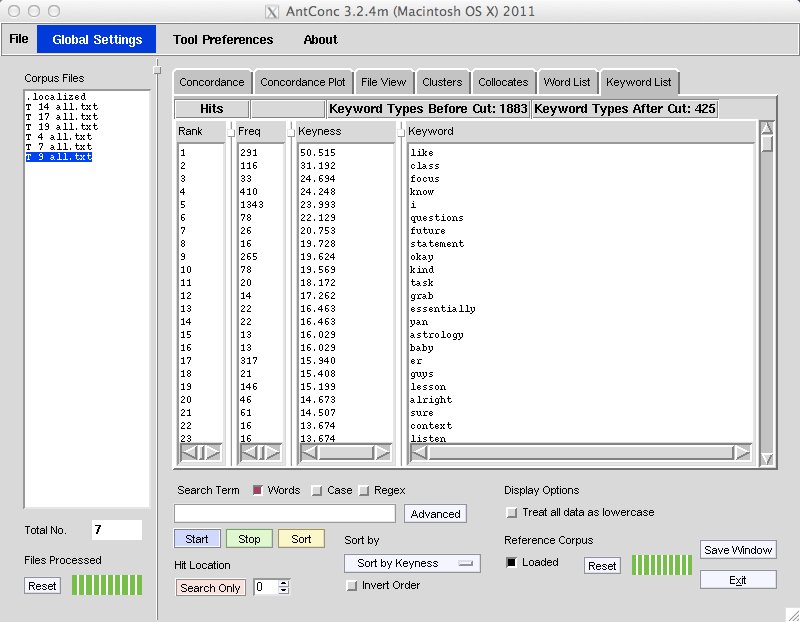 AntConc 3.2.4m (Macintosh OS X) 2011
File Global Settings Tool Preferences About
Corpus Files
.localized
T 14 all.txt
T 17 all.txt
T 19 all.txt
T 4 all.txt
T 7 all.txt
T 9 all.txt
Total No. 7
Files Processed
Reset
Concordance Concordance Plot File View Clusters Collocates Word List Keyword List
Hits Keyword Types Before Cut: 1883 Keyword Types After Cut: 425
Rank Freq Keyness Keyword
1 291 50.515 like
2 116 31.192 class
3 33 24.694 focus
4 410 24.248 know
5 1343 23.993 i
6 78 22.129 questions
7 26 20.753 future
8 16 19.728 statement
9 265 19.624 okay
10 78 19.569 kind
11 20 18.172 task
12 14 17.262 grab
13 22 16.463 essentially
14 22 16.463 yan
15 13 16.029 astrology
16 13 16.029 baby
17 317 15.940 er
18 21 15.408 guys
19 146 15.199 lesson
20 46 14.673 alright
21 61 14.507 sure
22 16 13.674 context
23 16 13.674 listen
Search Term Words Case Regex
Advanced
Start Stop Sort
Hit Location
Search Only 0
Sort by
Sort by Keyness
Invert Order
Display Options
Treat all data as lowercase
Reference Corpus
Loaded Reset
Save Window
Exit